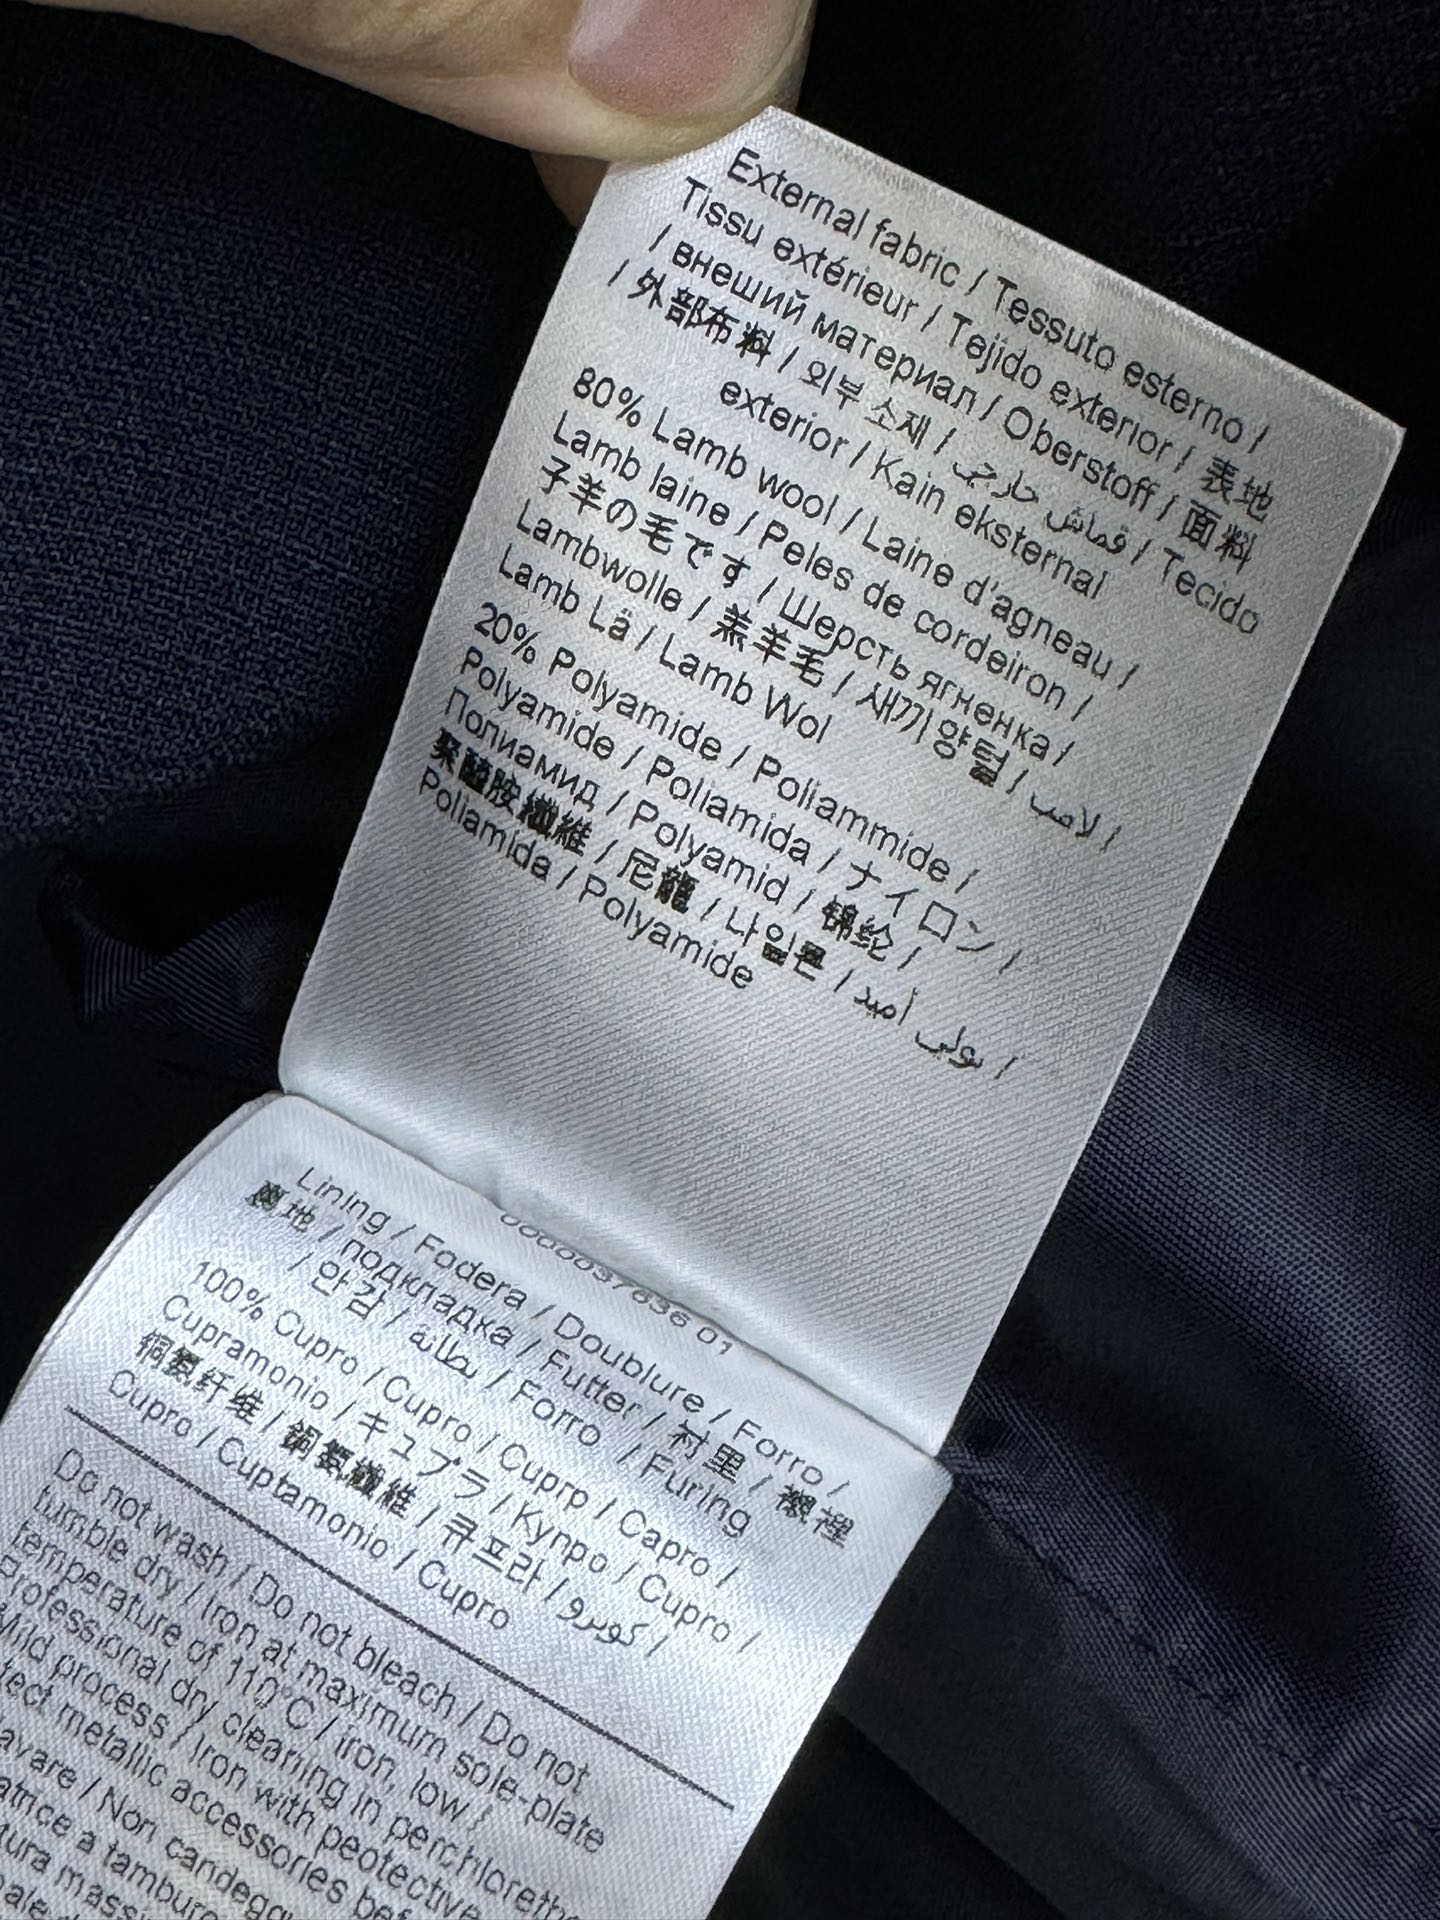 External fabric / Tessuto esterno /
Tissu extérieur / Tejido exterior / 表地
/ внеший материал / Oberstoff / 面料
/ 外部布料 / 외부 소재 / قماش خارجي / Tecido
exterior / Kain eksternal
80% Lamb wool / Laine d'agneau /
Lamb laine / Peles de cordeiron /
子羊の毛です / Шерсть ягненка /
Lambwolle / 羔羊毛 / 새끼양털 / لامب /
Lamb Lä / Lamb Wol
20% Polyamide / Poliammide /
Polyamide / Poliamida / ナイロン /
Полиамид / Polyamid / 锦纶 /
聚醯胺纖維 / 尼龍 / 나일론 / بولي أميد /
Poliamida / Polyamide
Lining / Fodera / Doublure / Forro /
裏地 / подкладка / Futter / 衬里 / 襯裡
/ 안감 / بطانة / Forro / Furing
100% Cupro / Cupro / Cuprp / Capro /
Cupramonio / キュプラ / Купро / Cupro /
铜氨纤维 / 銅氨纖維 / 큐프라 / كوبرو /
Cupro / Cuptamonio / Cupro
Do not wash / Do not bleach / Do not
tumble dry / Iron at maximum sole-plate
temperature of 110°C / iron, low /
Professional dry clearing in
Mild process / Iron with peotective
metallic accessories
Non
a